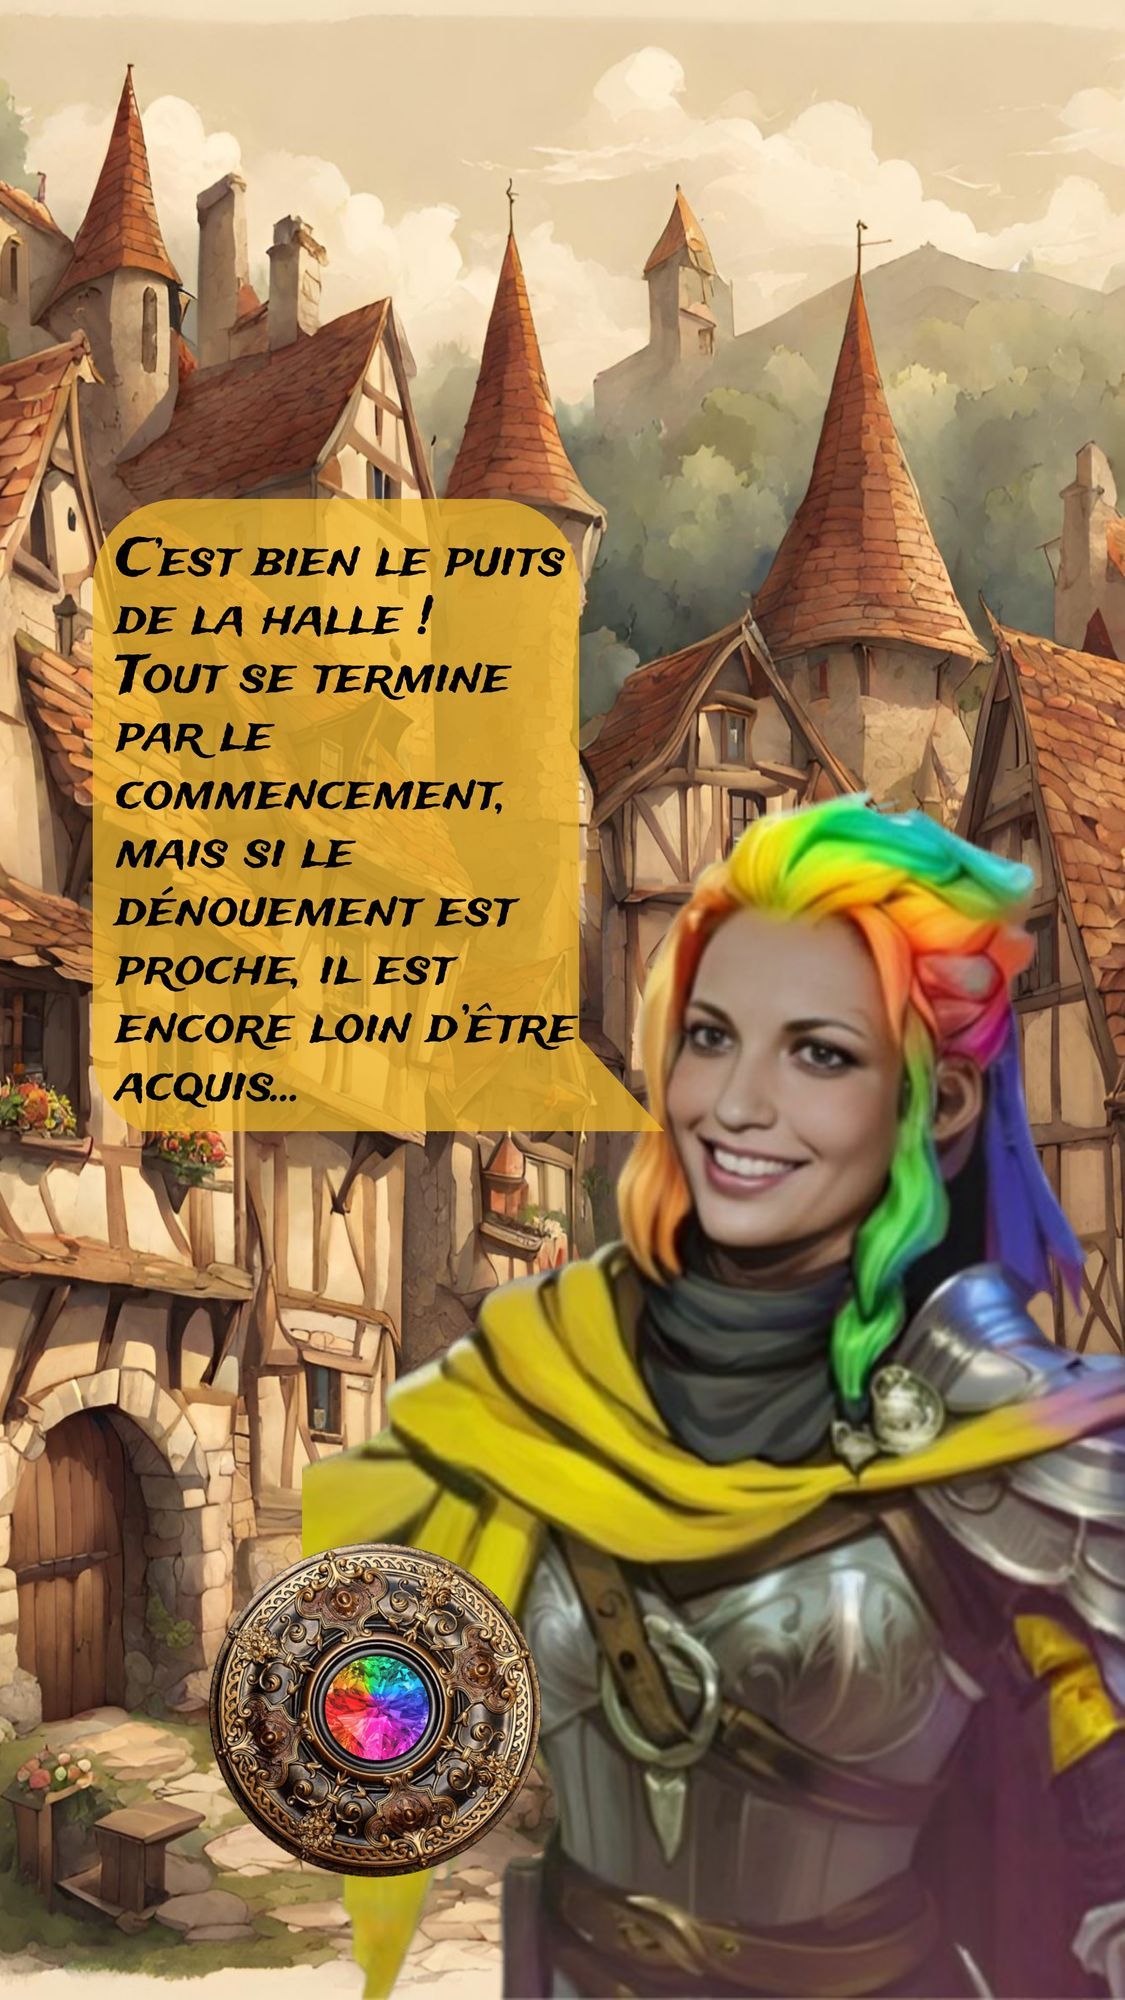 C'est bien le puits
de la halle !
Tout se termine
par le
commencement,
mais si le
dénouement est
proche, il est
encore loin d'être
acquis...